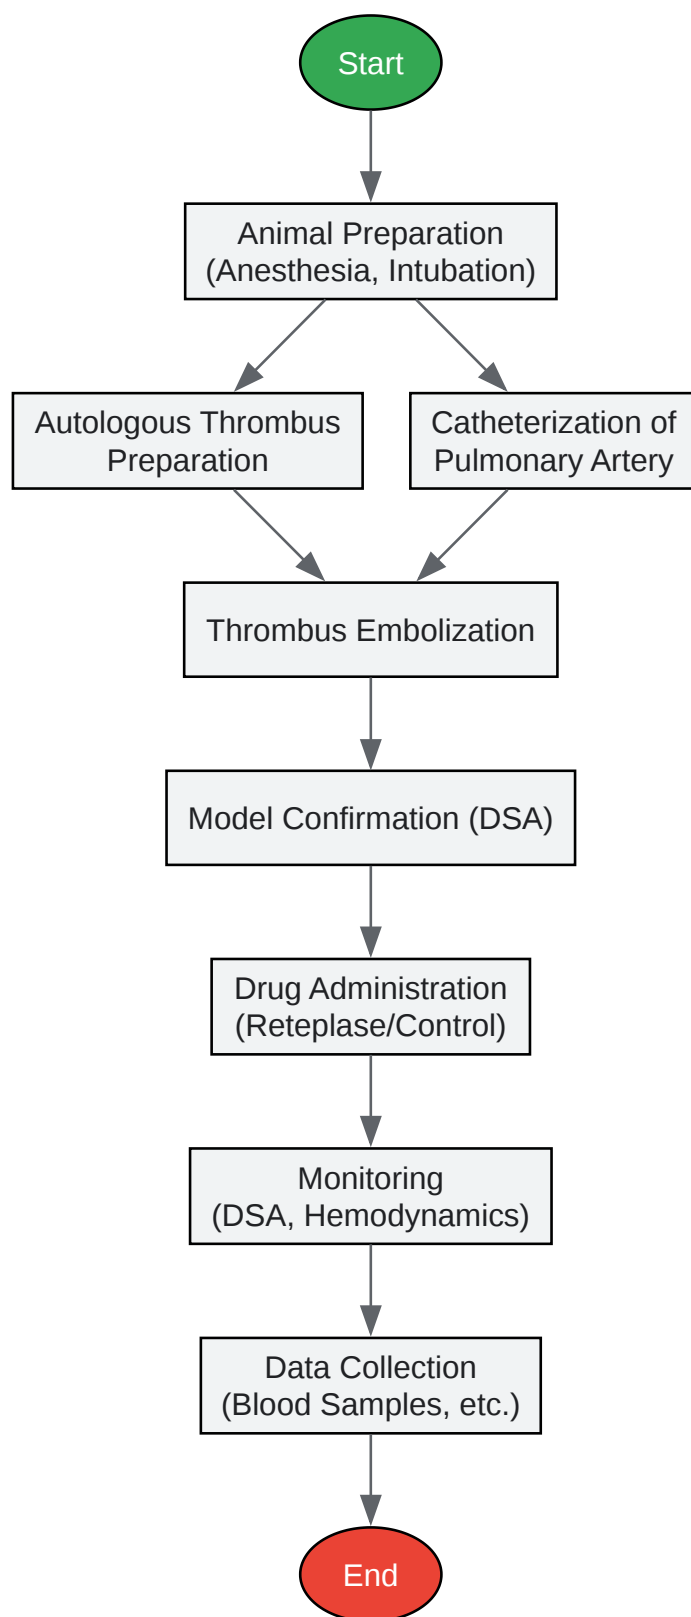 Start
Animal Preparation
(Anesthesia, Intubation)
Autologous Thrombus
Preparation
Catheterization of
Pulmonary Artery
Thrombus Embolization
Model Confirmation (DSA)
Drug Administration
(Reteplase/Control)
Monitoring
(DSA, Hemodynamics)
Data Collection
(Blood Samples, etc.)
End